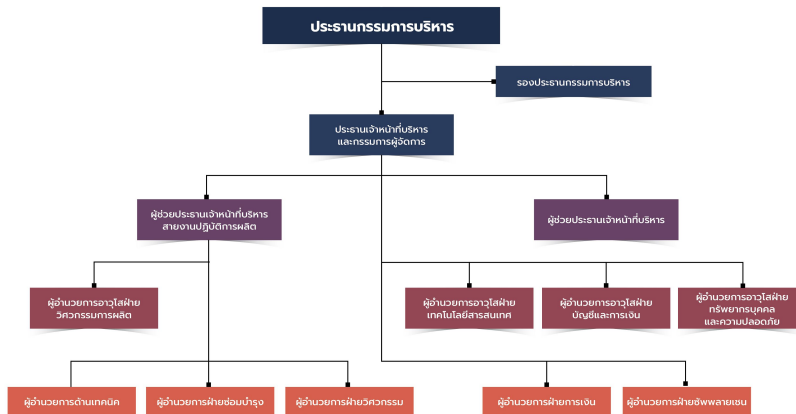 ประธานกรรมการบริหาร
รองประธานกรรมการบริหาร
ประธานเจ้าหน้าที่บริหาร
และกรรมการผู้จัดการ
ผู้ช่วยประธานเจ้าหน้าที่บริหาร
สายงานปฏิบัติการผลิต
ผู้ช่วยประธานเจ้าหน้าที่บริหาร
ผู้อำนวยการอาวุโสฝ่าย
วิศวกรรมการผลิต
ผู้อำนวยการอาวุโสฝ่าย
เทคโนโลยีสารสนเทศ
ผู้อำนวยการอาวุโสฝ่าย
บัญชีและการเงิน
ผู้อำนวยการอาวุโสฝ่าย
ทรัพยากรบุคคล
และความปลอดภัย
ผู้อำนวยการด้านเทคนิค
ผู้อำนวยการฝ่ายซ่อมบำรุง
ผู้อำนวยการฝ่ายวิศวกรรม
ผู้อำนวยการฝ่ายการเงิน
ผู้อำนวยการฝ่ายซัพพลายเชน